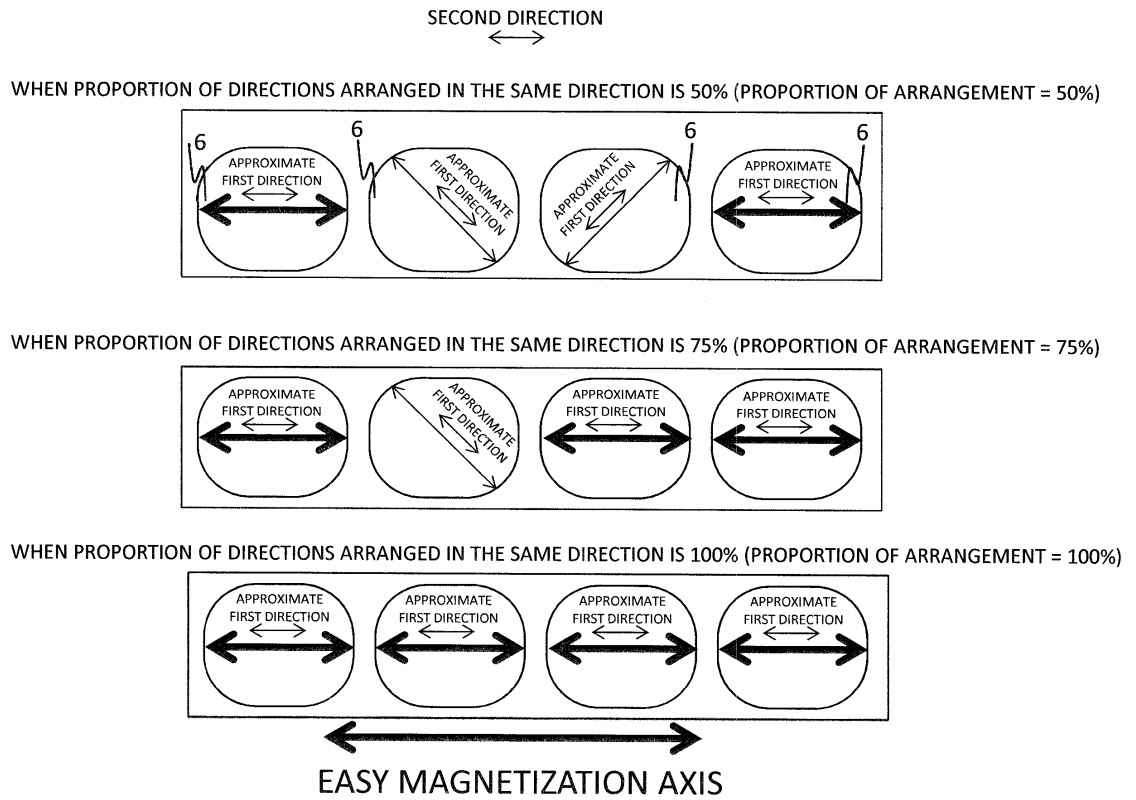 SECOND DIRECTION
WHEN PROPORTION OF DIRECTIONS ARRANGED IN THE SAME DIRECTION IS 50% (PROPORTION OF ARRANGEMENT = 50%)
6
6
6
6
APPROXIMATE
FIRST DIRECTION
APPROXIMATE
FIRST DIRECTION
APPROXIMATE
FIRST DIRECTION
APPROXIMATE
FIRST DIRECTION
WHEN PROPORTION OF DIRECTIONS ARRANGED IN THE SAME DIRECTION IS 75% (PROPORTION OF ARRANGEMENT = 75%)
APPROXIMATE
FIRST DIRECTION
APPROXIMATE
FIRST DIRECTION
APPROXIMATE
FIRST DIRECTION
APPROXIMATE
FIRST DIRECTION
WHEN PROPORTION OF DIRECTIONS ARRANGED IN THE SAME DIRECTION IS 100% (PROPORTION OF ARRANGEMENT = 100%)
APPROXIMATE
FIRST DIRECTION
APPROXIMATE
FIRST DIRECTION
APPROXIMATE
FIRST DIRECTION
APPROXIMATE
FIRST DIRECTION
EASY MAGNETIZATION AXIS